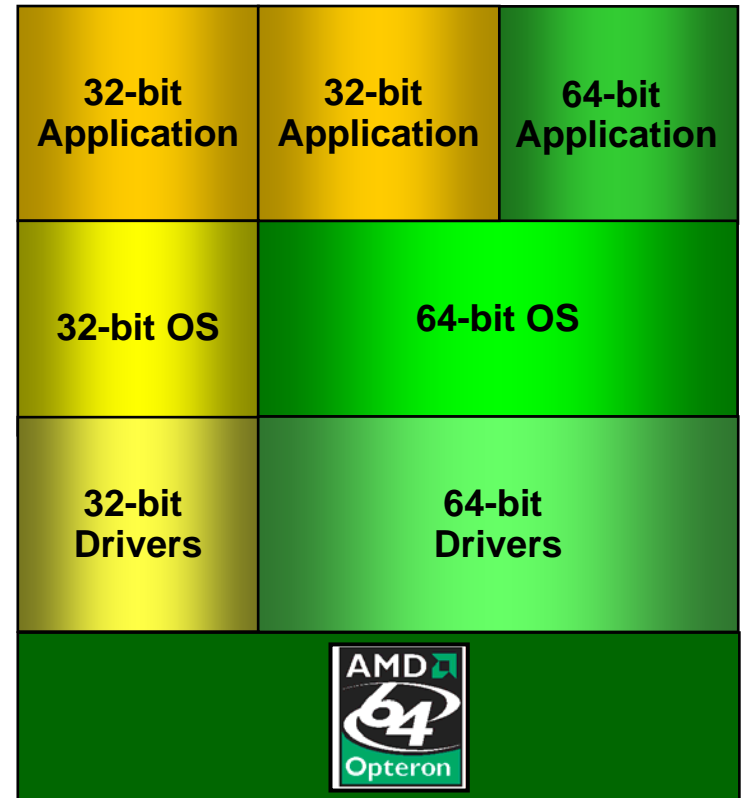 32-bit
Application
32-bit
Application
64-bit
Application
32-bit OS
64-bit OS
32-bit
Drivers
64-bit
Drivers
AMD
64
Opteron